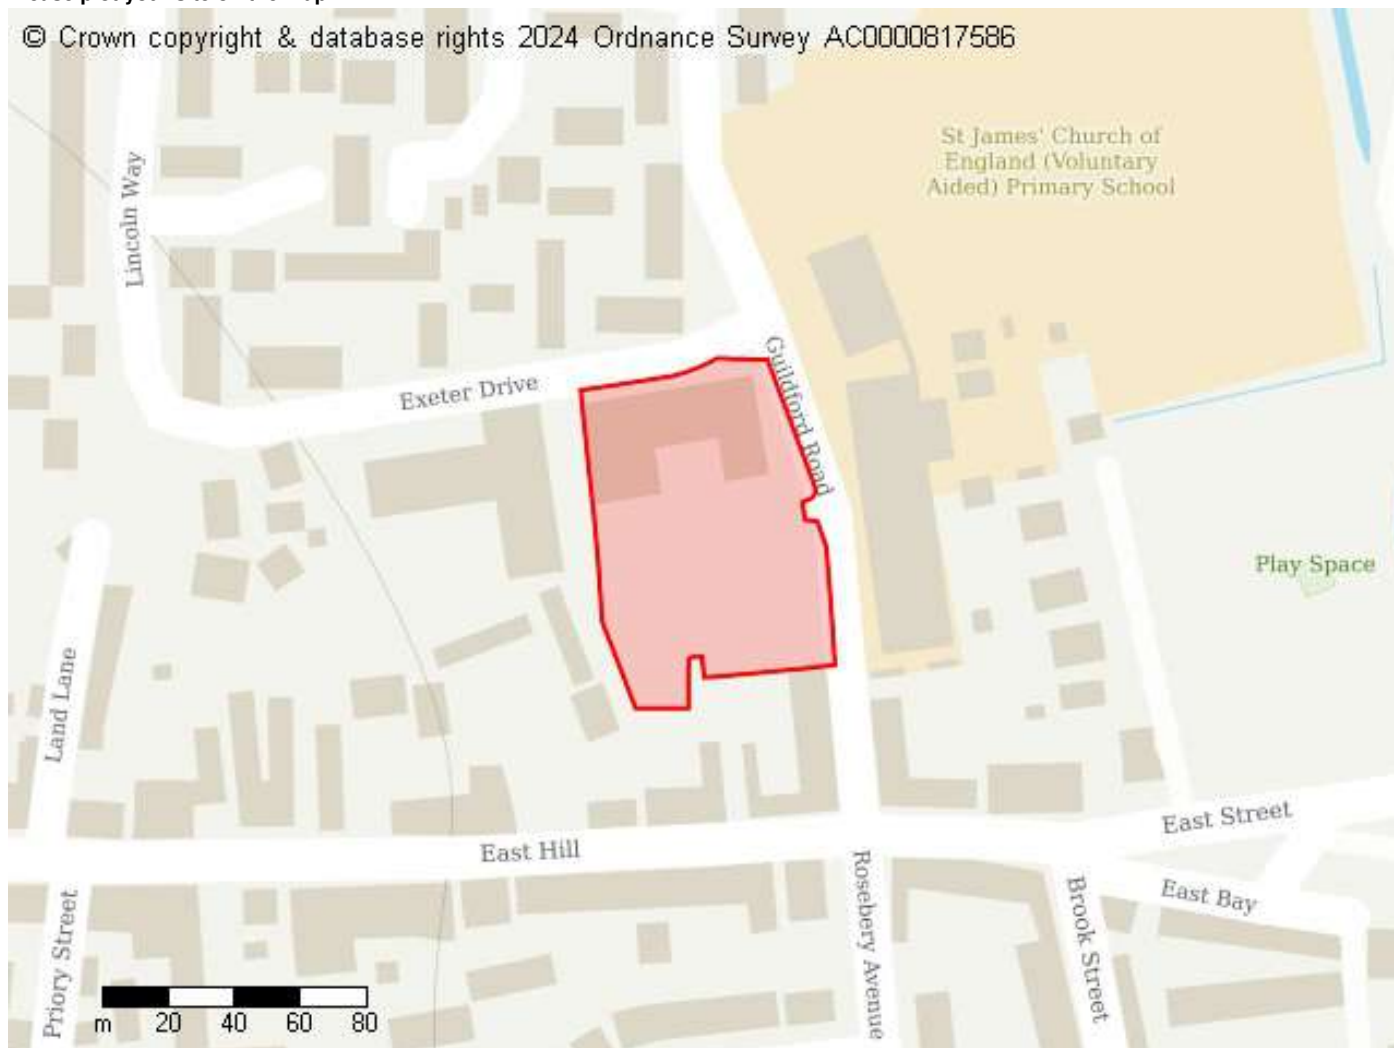 © Crown copyright & database rights 2024 Ordnance Survey AC0000817586
St James' Church of
England (Voluntary
Aided) Primary School
Lincoln Way
Guildford Road
Exeter Drive
Play Space
Land Lane
East Street
East Hill
Rosebery Avenue
Brook Street
East Bay
Priory Street
m 20 40 60 80